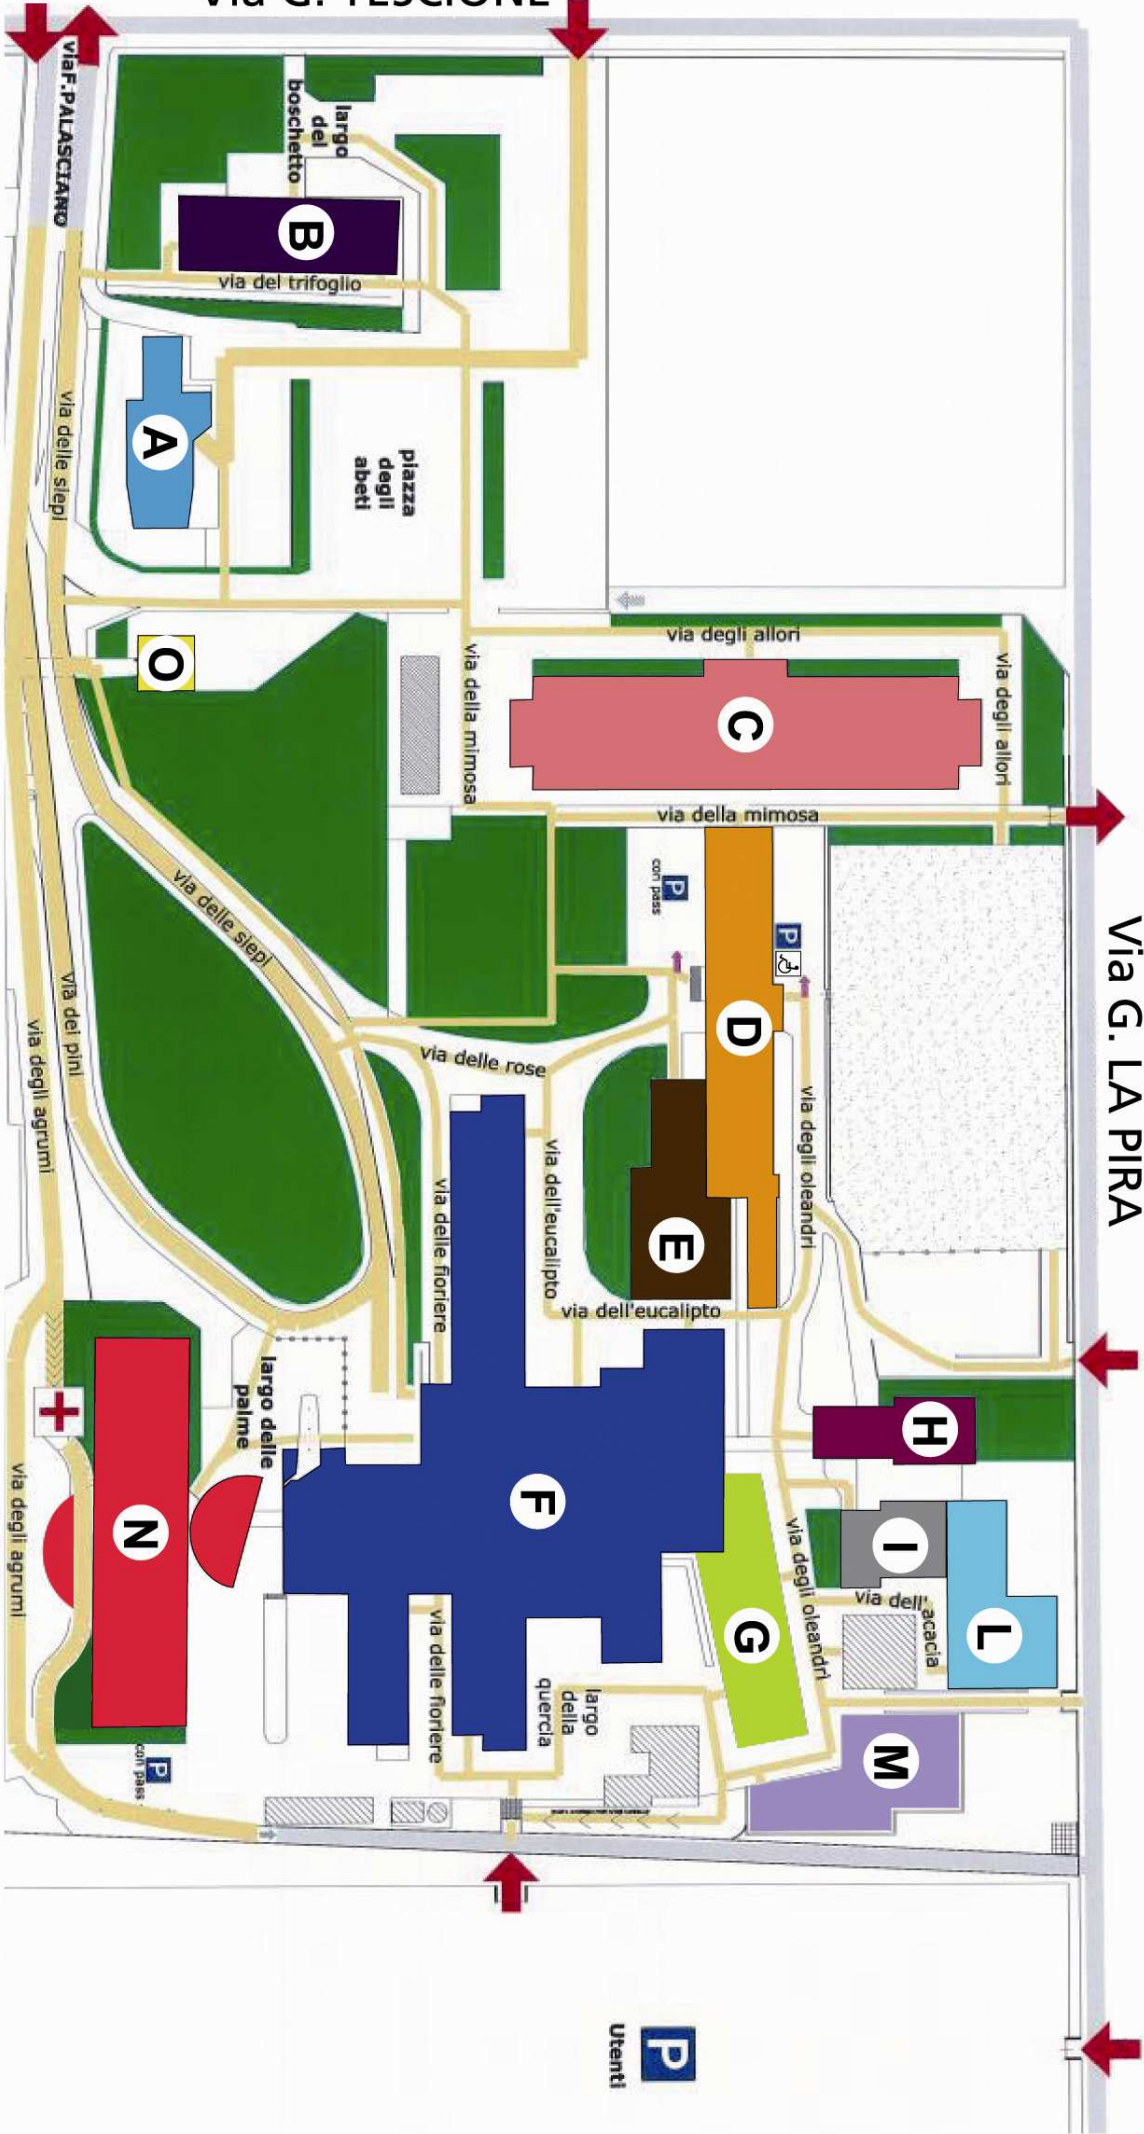 Via G. TESCIONE
Via G. LA PIRA
via F. PALASCIANO
largo
del
boschetto
B
via del trifoglio
A
via delle siepi
piazza
degli
abeti
O
via degli allori
via degli allori
C
via della mimosa
via della mimosa
P
con pass
P
D
via delle siepi
via dei pini
via degli agrumi
via delle rose
via degli oleandri
via dell'eucalipto
E
via delle fioriere
via dell'eucalipto
largo delle
palme
H
F
N
I
via degli oleandri
via dell'acacia
L
G
via degli agrumi
via delle fioriere
largo
della
quercia
M
P
con pass
P
Utenti